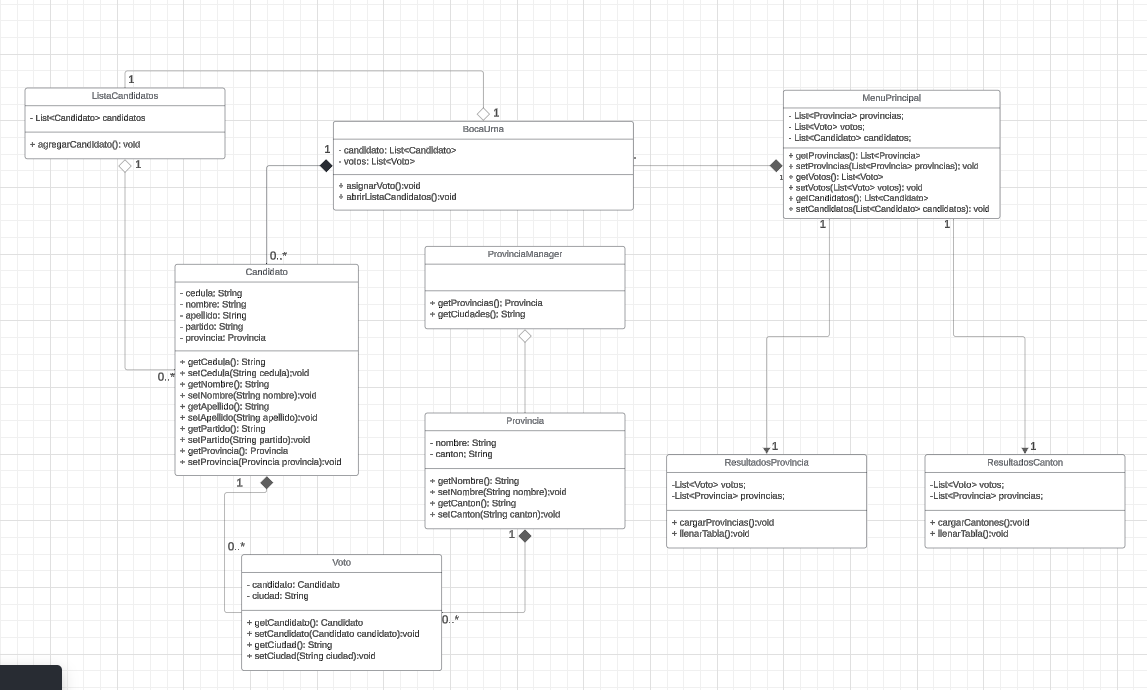 1
ListaCandidatos
- List<Candidato> candidatos
+ agregarCandidato(): void
1
1
BocaUrna
- candidato: List<Candidato>
- votos: List<Voto>
+ asignarVoto():void
+ abrirListaCandidatos():void
1
MenuPrincipal
- List<Provincia> provincias;
- List<Voto> votos;
- List<Candidato> candidatos;
+ getProvincias(): List<Provincia>
+ setProvincias(List<Provincia> provincias): void
+ getVotos(): List<Voto>
+ setVotos(List<Voto> votos): void
+ getCandidatos(): List<Candidato>
+ setCandidatos(List<Candidato> candidatos): void
1
1
1
0..*
Candidato
- cedula: String
- nombre: String
- apellido: String
- partido: String
- provincia: Provincia
+ getCedula(): String
+ setCedula(String cedula):void
+ getNombre(): String
+ setNombre(String nombre):void
+ getApellido(): String
+ setApellido(String apellido):void
+ getPartido(): String
+ setPartido(String partido):void
+ getProvincia(): Provincia
+ setProvincia(Provincia provincia):void
0..*
1
ProvinciaManager
+ getProvincias(): Provincia
+ getCiudades(): String
Provincia
- nombre: String
- canton: String
+ getNombre(): String
+ setNombre(String nombre):void
+ getCanton(): String
+ setCanton(String canton):void
1
1
ResultadosProvincia
-List<Voto> votos;
-List<Provincia> provincias;
+ cargarProvincias():void
+ llenarTabla():void
1
ResultadosCanton
-List<Voto> votos;
-List<Provincia> provincias;
+ cargarCantones():void
+ llenarTabla():void
0..*
Voto
- candidato: Candidato
- ciudad: String
+ getCandidato(): Candidato
+ setCandidato(Candidato candidato):void
+ getCiudad(): String
+ setCiudad(String ciudad):void
0..*